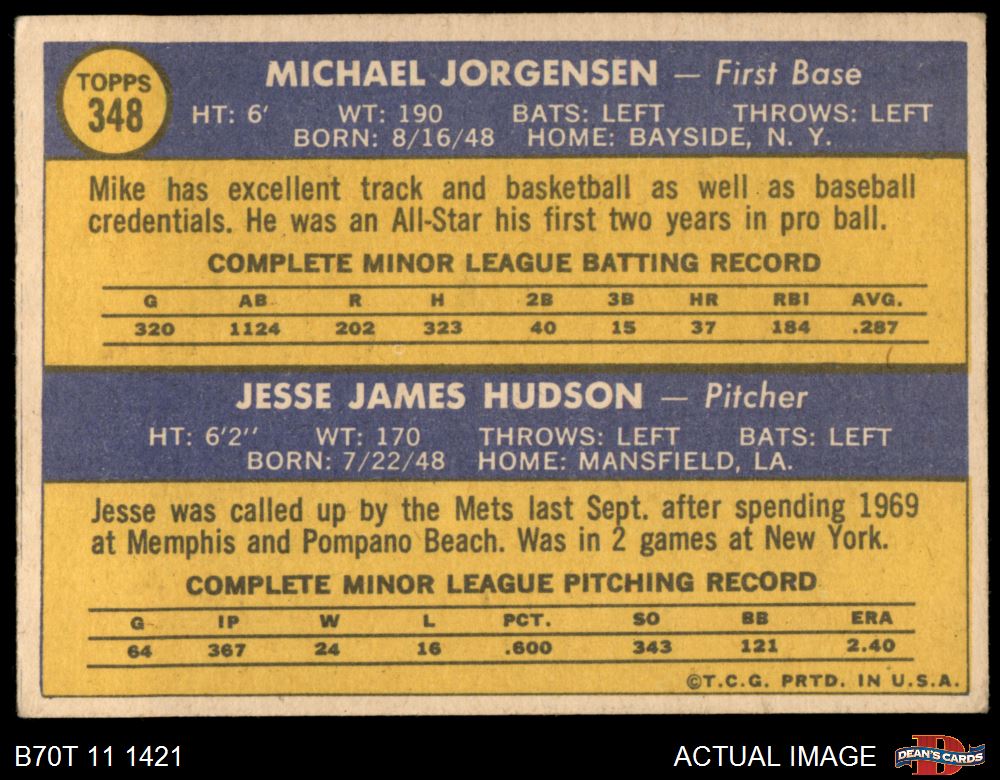 TOPPS
348
MICHAEL JORGENSEN — First Base
HT: 6' WT: 190 BATS: LEFT THROWS: LEFT
BORN: 8/16/48 HOME: BAYSIDE, N. Y.
Mike has excellent track and basketball as well as baseball
credentials. He was an All-Star his first two years in pro ball.
COMPLETE MINOR LEAGUE BATTING RECORD
G AB R H 2B 3B HR RBI AVG.
320 1124 202 323 40 15 37 184 .287
JESSE JAMES HUDSON — Pitcher
HT: 6'2'' WT: 170 THROWS: LEFT BATS: LEFT
BORN: 7/22/48 HOME: MANSFIELD, LA.
Jesse was called up by the Mets last Sept. after spending 1969
at Memphis and Pompano Beach. Was in 2 games at New York.
COMPLETE MINOR LEAGUE PITCHING RECORD
G IP W L PCT. SO BB ERA
64 367 24 16 .600 343 121 2.40
©T.C.G. PRTD. IN U.S.A.
B70T 11 1421 ACTUAL IMAGE
D
DEAN'S CARDS